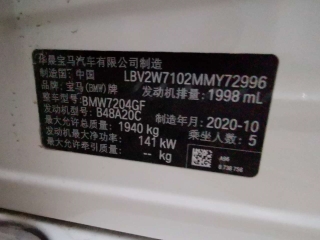 华晨宝马汽车有限公司制造
制造国：中国 LBV2W7102MMY72996
品牌：宝马(BMW)牌 发动机排量：1998 mL
整车型号：BMW7204GF
发动机型号：B48A20C 制造年月：2020-10
最大允许总质量：1940 kg 乘坐人数：5
发动机最大净功率：141 kW
最大允许牵引质量：-- kg
A96